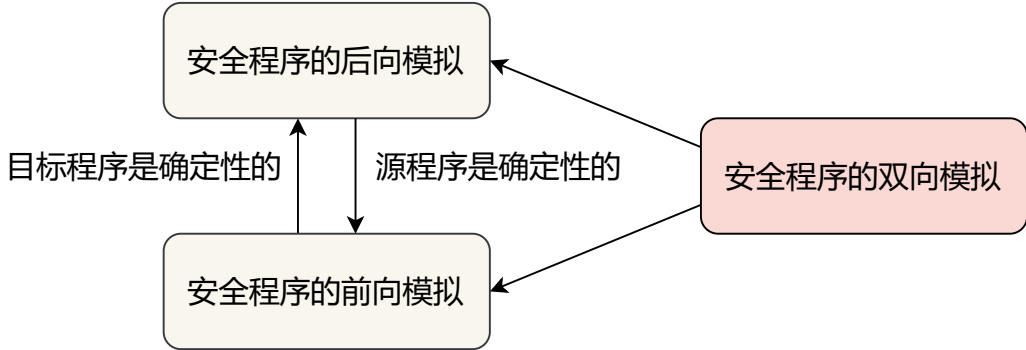 安全程序的后向模拟
目标程序是确定性的
源程序是确定性的
安全程序的双向模拟
安全程序的前向模拟